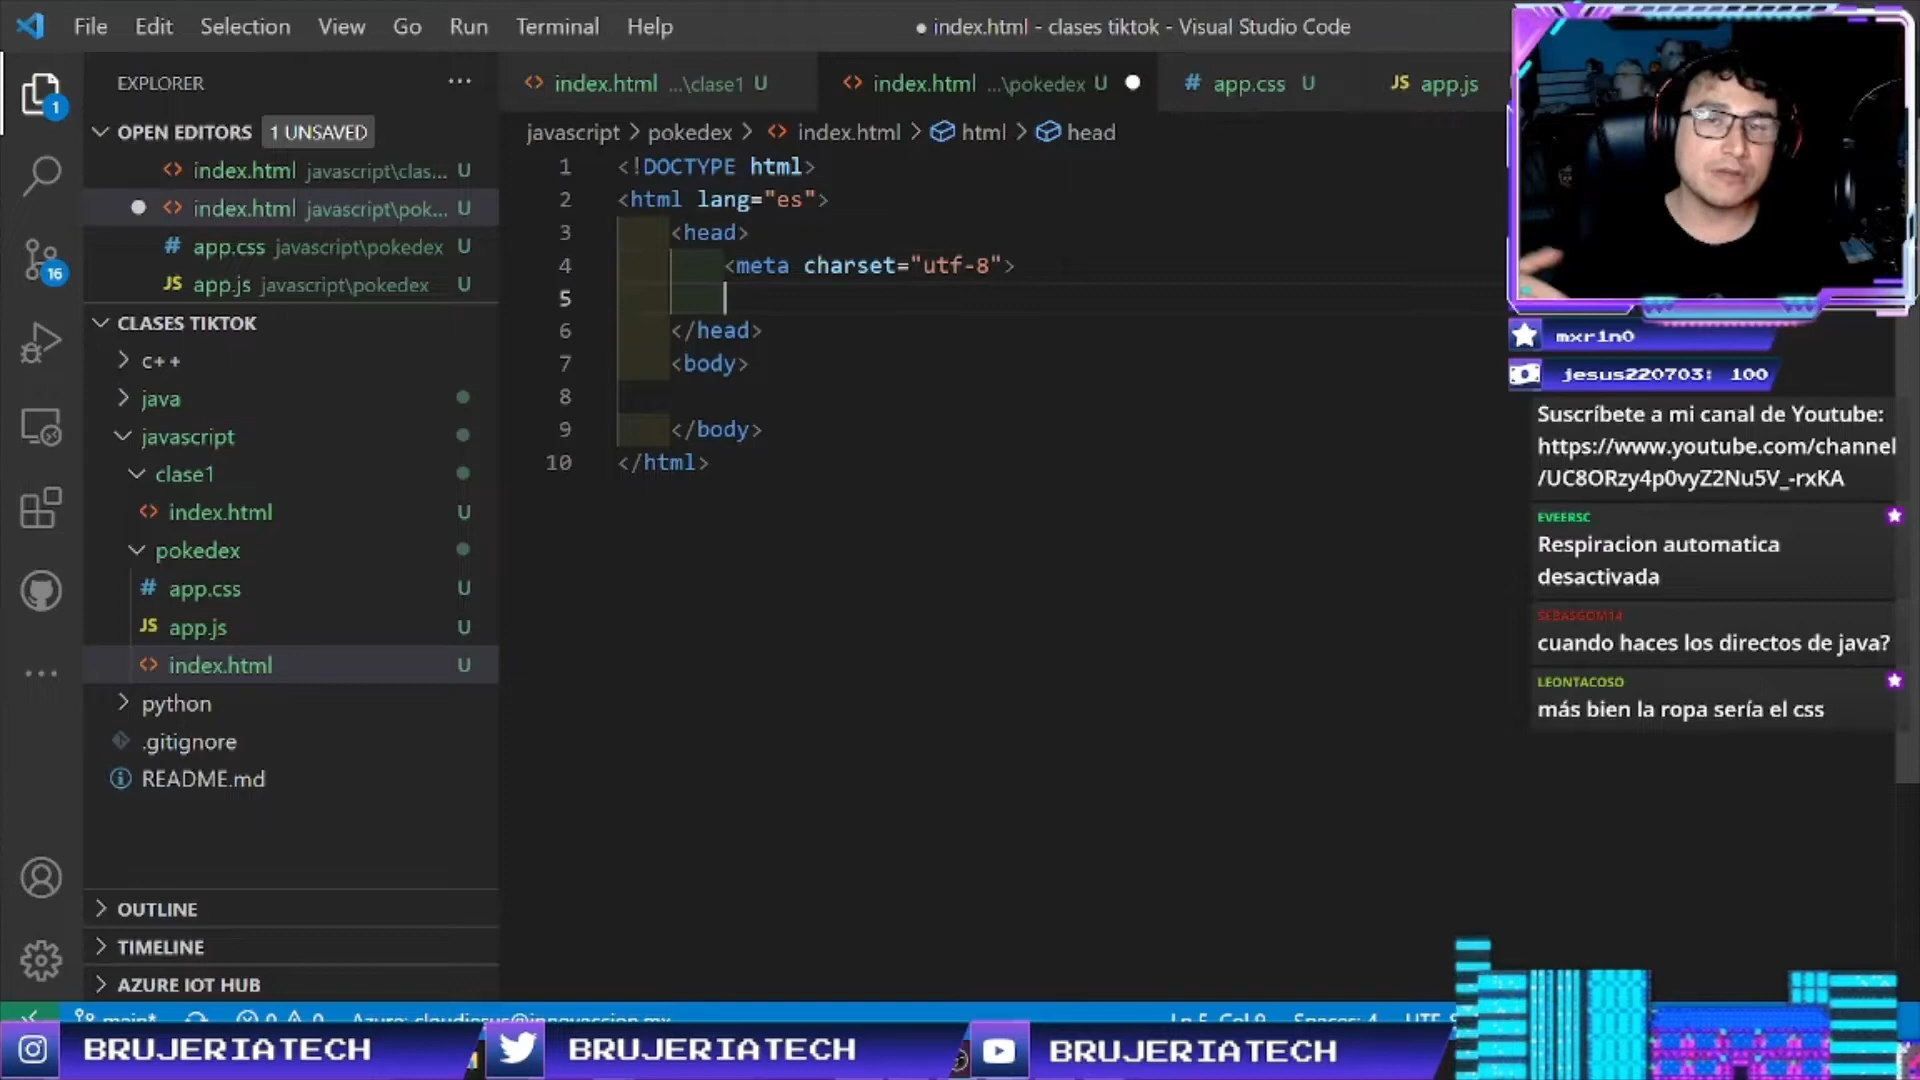 File Edit Selection View Go Run Terminal Help
● index.html - clases tiktok - Visual Studio Code
EXPLORER
1
OPEN EDITORS 1 UNSAVED
index.html javascript\clas... U
index.html javascript\pok... U
# app.css javascript\pokedex U
JS app.js javascript\pokedex U
16
CLASES TIKTOK
c++
java
javascript
clase1
index.html U
pokedex
# app.css U
JS app.js U
index.html U
python
.gitignore
README.md
OUTLINE
TIMELINE
AZURE IOT HUB
index.html ...\clase1 U
index.html ...\pokedex U
# app.css U
JS app.js
javascript > pokedex > index.html > html > head
1 <!DOCTYPE html>
2 <html lang="es">
3 <head>
4 <meta charset="utf-8">
5
6 </head>
7 <body>
8
9 </body>
10 </html>
mxr1n0
jesus220703: 100
Suscríbete a mi canal de Youtube:
https://www.youtube.com/channel
/UC8ORzy4p0vyZ2Nu5V_-rxKA
EVEERSC
Respiracion automatica
desactivada
SEBASGOM14
cuando haces los directos de java?
LEONTACOSO
más bien la ropa sería el css
main*
BRUJERIATECH
BRUJERIATECH
BRUJERIATECH